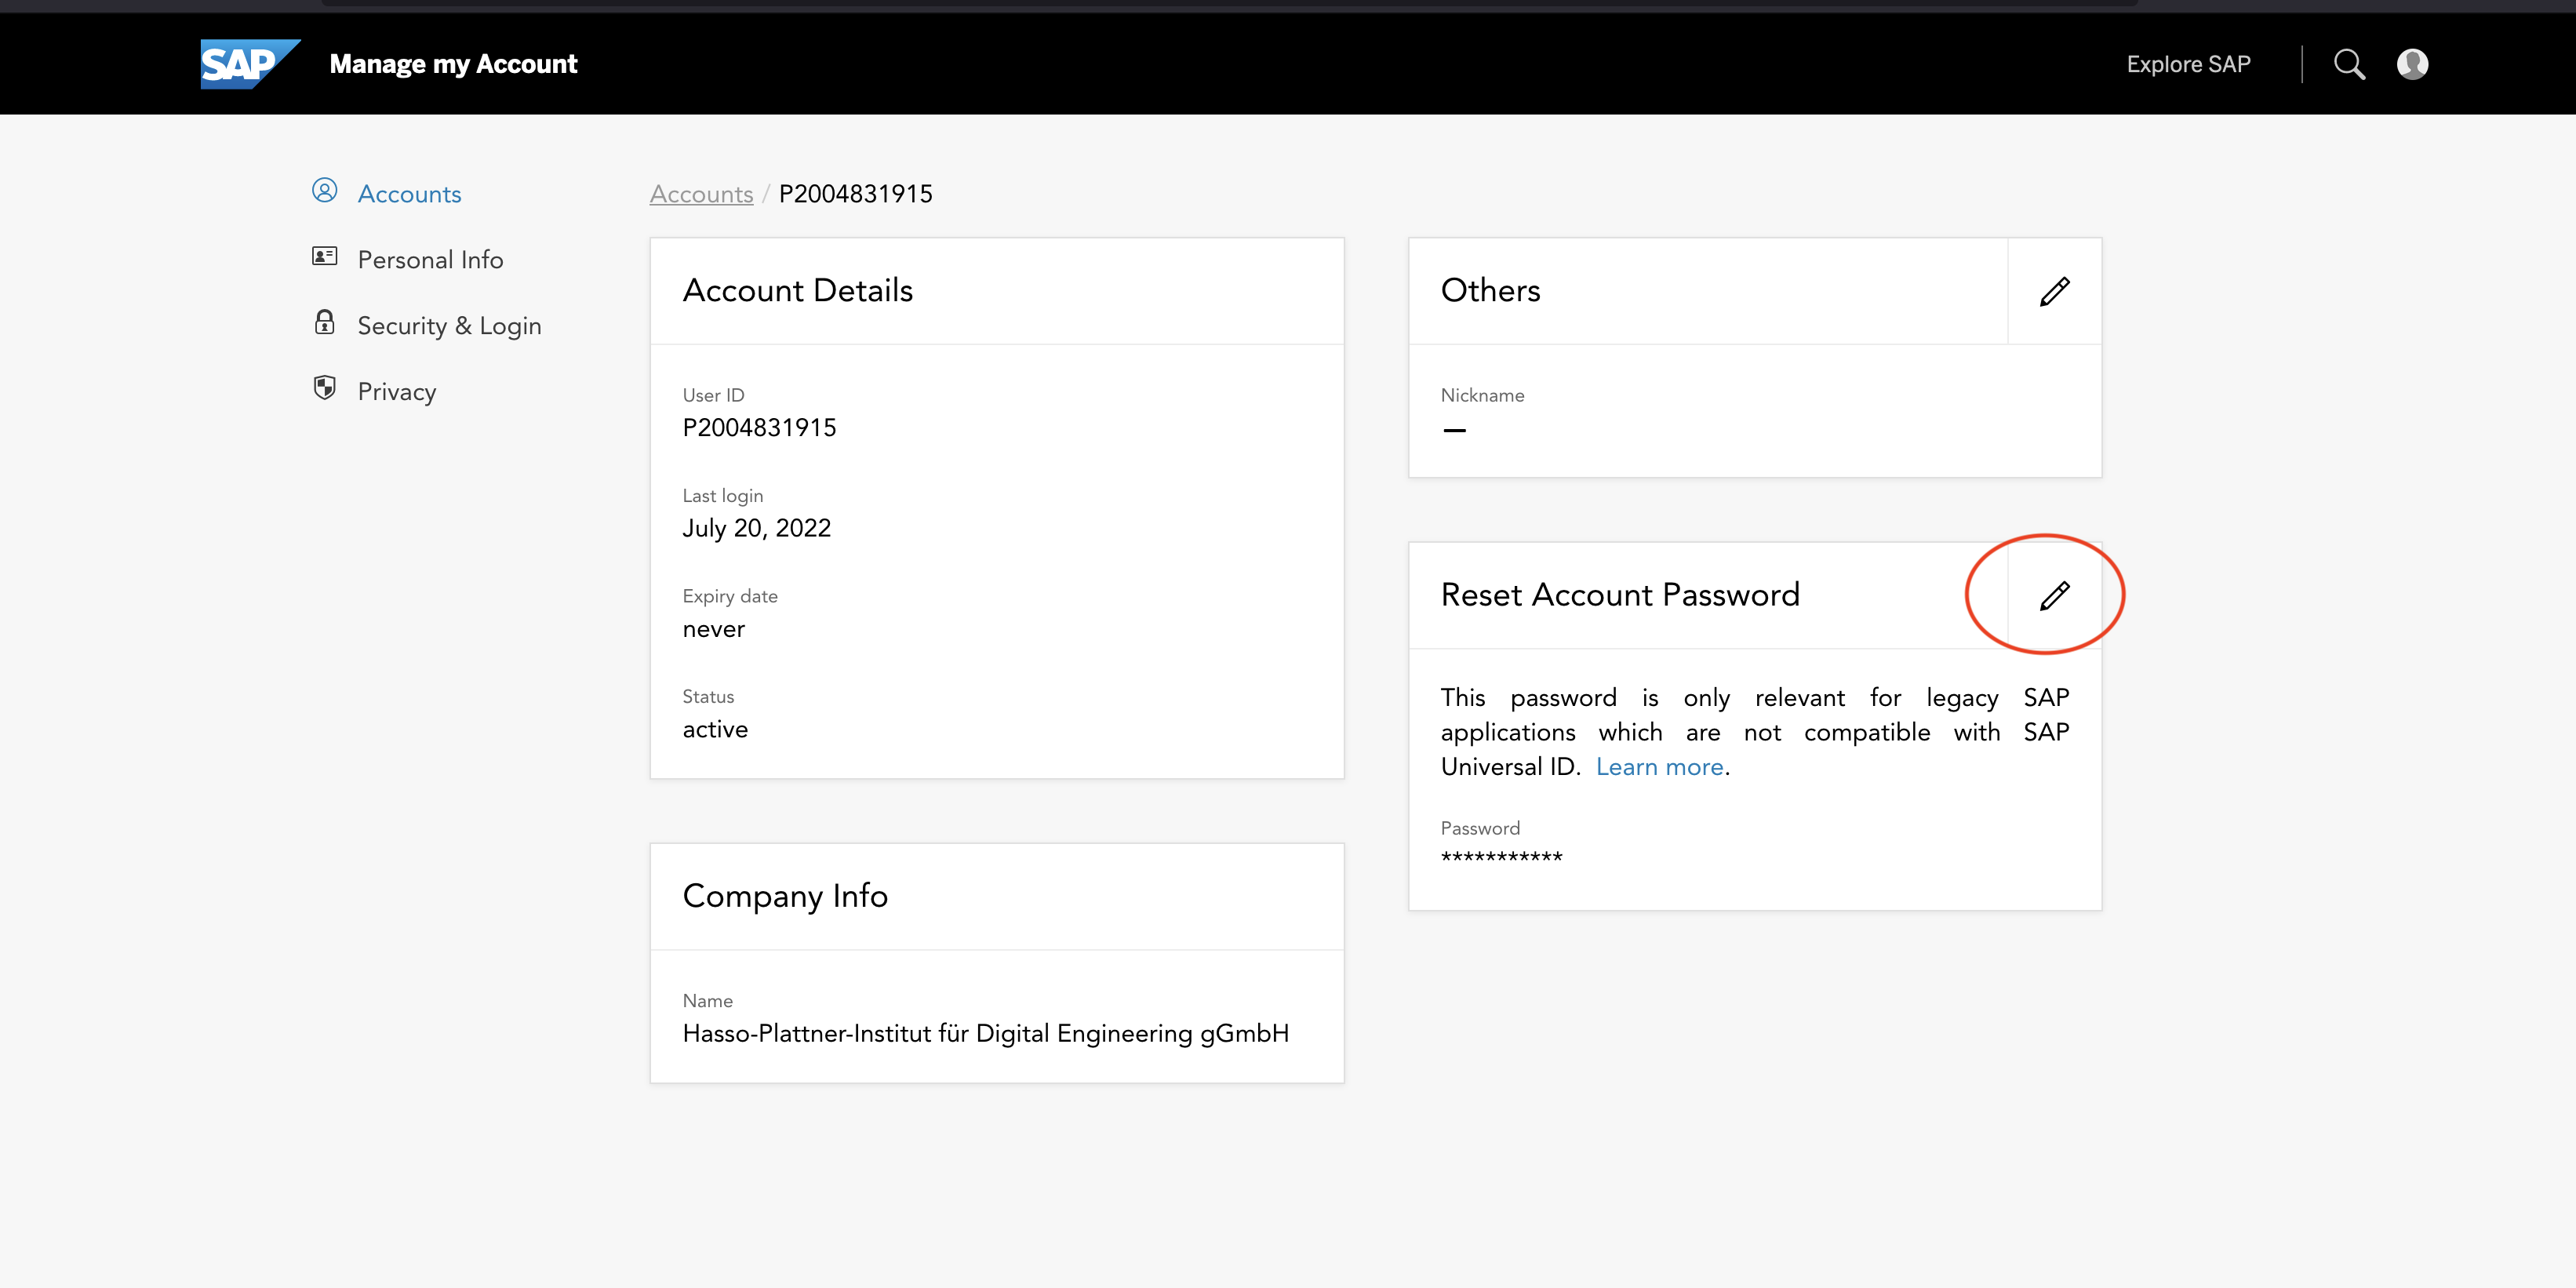 SAP Manage my Account
Explore SAP
Accounts
Personal Info
Security & Login
Privacy
Accounts / P2004831915
Account Details
User ID
P2004831915
Last login
July 20, 2022
Expiry date
never
Status
active
Company Info
Name
Hasso-Plattner-Institut für Digital Engineering gGmbH
Others
Nickname
—
Reset Account Password
This password is only relevant for legacy SAP
applications which are not compatible with SAP
Universal ID. Learn more.
Password
***********